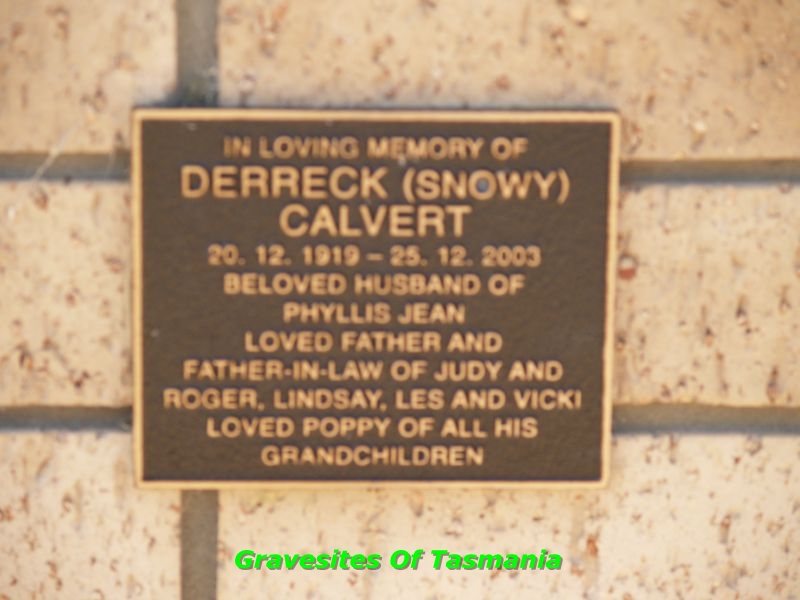 IN LOVING MEMORY OF
DERRECK (SNOWY)
CALVERT
20. 12. 1919 – 25. 12. 2003
BELOVED HUSBAND OF
PHYLLIS JEAN
LOVED FATHER AND
FATHER-IN-LAW OF JUDY AND
ROGER, LINDSAY, LES AND VICKI
LOVED POPPY OF ALL HIS
GRANDCHILDREN
Gravesites Of Tasmania